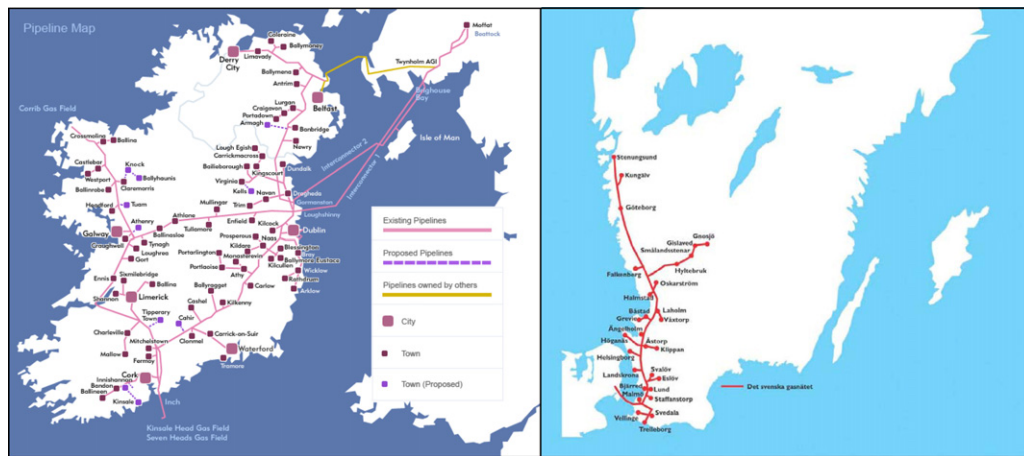 Pipeline Map
Moffat
Beattock
Coleraine
Ballymoney
Limavady
Derry
City
Twynholm AGI
Ballymena
Antrim
Brighouse
Bay
Belfast
Lurgan
Craigavon
Portadown
Armagh
Banbridge
Newry
Isle of Man
Corrib Gas Field
Crossmolina
Ballina
Lough Egish
Carrickmacross
Bailieborough
Kingscourt
Dundalk
Interconnector 2
Interconnector 1
Castlebar
Knock
Westport
Ballyhaunis
Claremorris
Ballinrobe
Virginia
Kells
Navan
Drogheda
Gormanston
Headford
Tuam
Mullingar
Trim
Loughshinny
Athlone
Athenry
Enfield
Kilcock
Galway
Ballinasloe
Tullamore
Dublin
Craughwell
Tynagh
Loughrea
Gort
Prosperous
Naas
Kildare
Portarlington
Monasterevin
Blessington
Bray
Ballymore Eustace
Kilcullen
Wicklow
Portlaoise
Athy
Rathdrum
Ennis
Sixmilebridge
Ballina
Ballyragget
Carlow
Arklow
Shannon
Limerick
Cashel
Kilkenny
Tipperary
Town
Cahir
Charleville
Carrick-on-Suir
Mitchelstown
Clonmel
Waterford
Mallow
Fermoy
Tramore
Cork
Innishannon
Bandon
Ballineen
Kinsale
Inch
Kinsale Head Gas Field
Seven Heads Gas Field
Existing Pipelines
Proposed Pipelines
Pipelines owned by others
City
Town
Town (Proposed)
Stenungsund
Kungälv
Göteborg
Gnosjö
Gislaved
Smålandsstenar
Hyltebruk
Falkenberg
Oskarström
Halmstad
Laholm
Båstad
Grevie
Våxtorp
Ängelholm
Höganäs
Åstorp
Klippan
Helsingborg
Landskrona
Svalöv
Eslöv
Bjärred
Lund
Malmö
Staffanstorp
Vellinge
Svedala
Trelleborg
Det svenska gasnätet